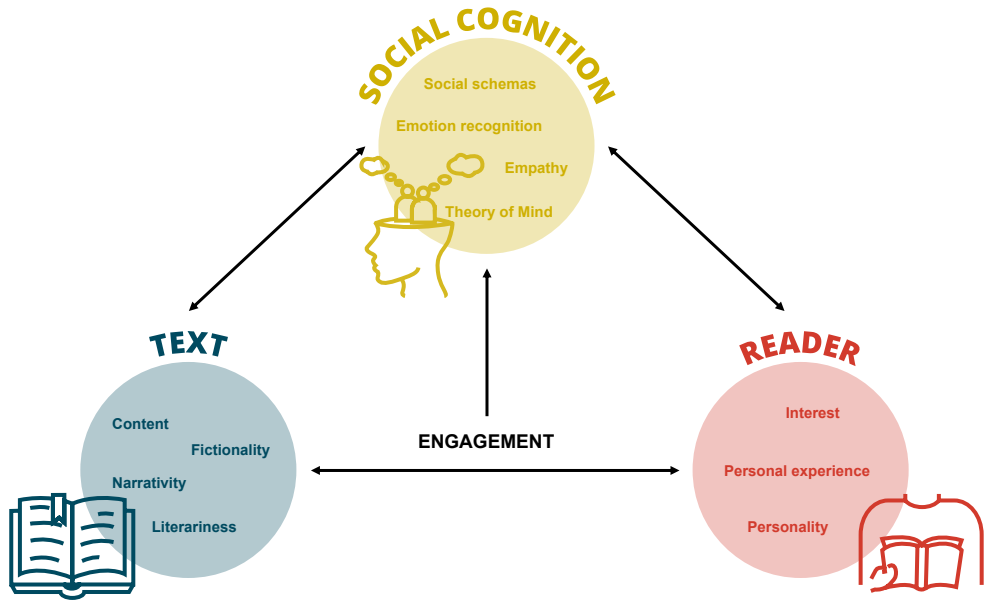 SOCIAL COGNITION
Social schemas
Emotion recognition
Empathy
Theory of Mind
TEXT
Content
Fictionality
Narrativity
Literariness
ENGAGEMENT
READER
Interest
Personal experience
Personality